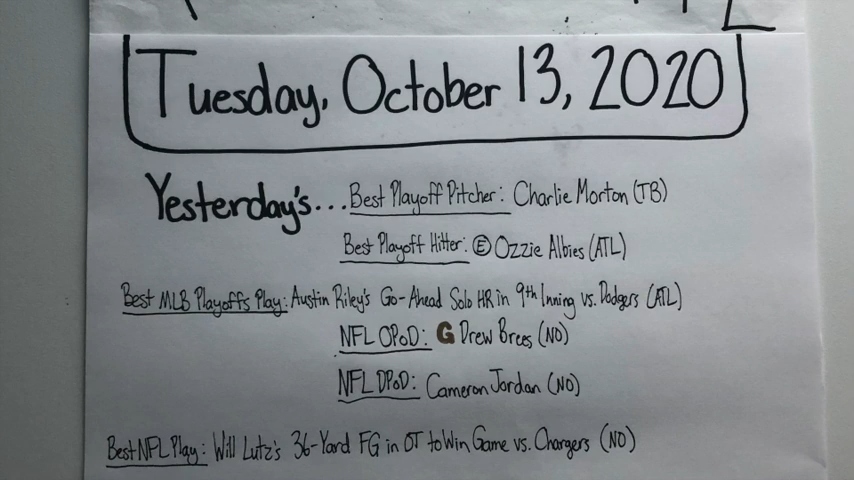 Tuesday, October 13, 2020
Yesterday's... Best Playoff Pitcher: Charlie Morton (TB)
Best Playoff Hitter: Ⓔ Ozzie Albies (ATL)
Best MLB Playoffs Play: Austin Riley's Go-Ahead Solo HR in 9th Inning vs. Dodgers (ATL)
NFL OPoD: G Drew Brees (NO)
NFL DPoD: Cameron Jordan (NO)
Best NFL Play: Will Lutz's 36-Yard FG in OT to Win Game vs. Chargers (NO)